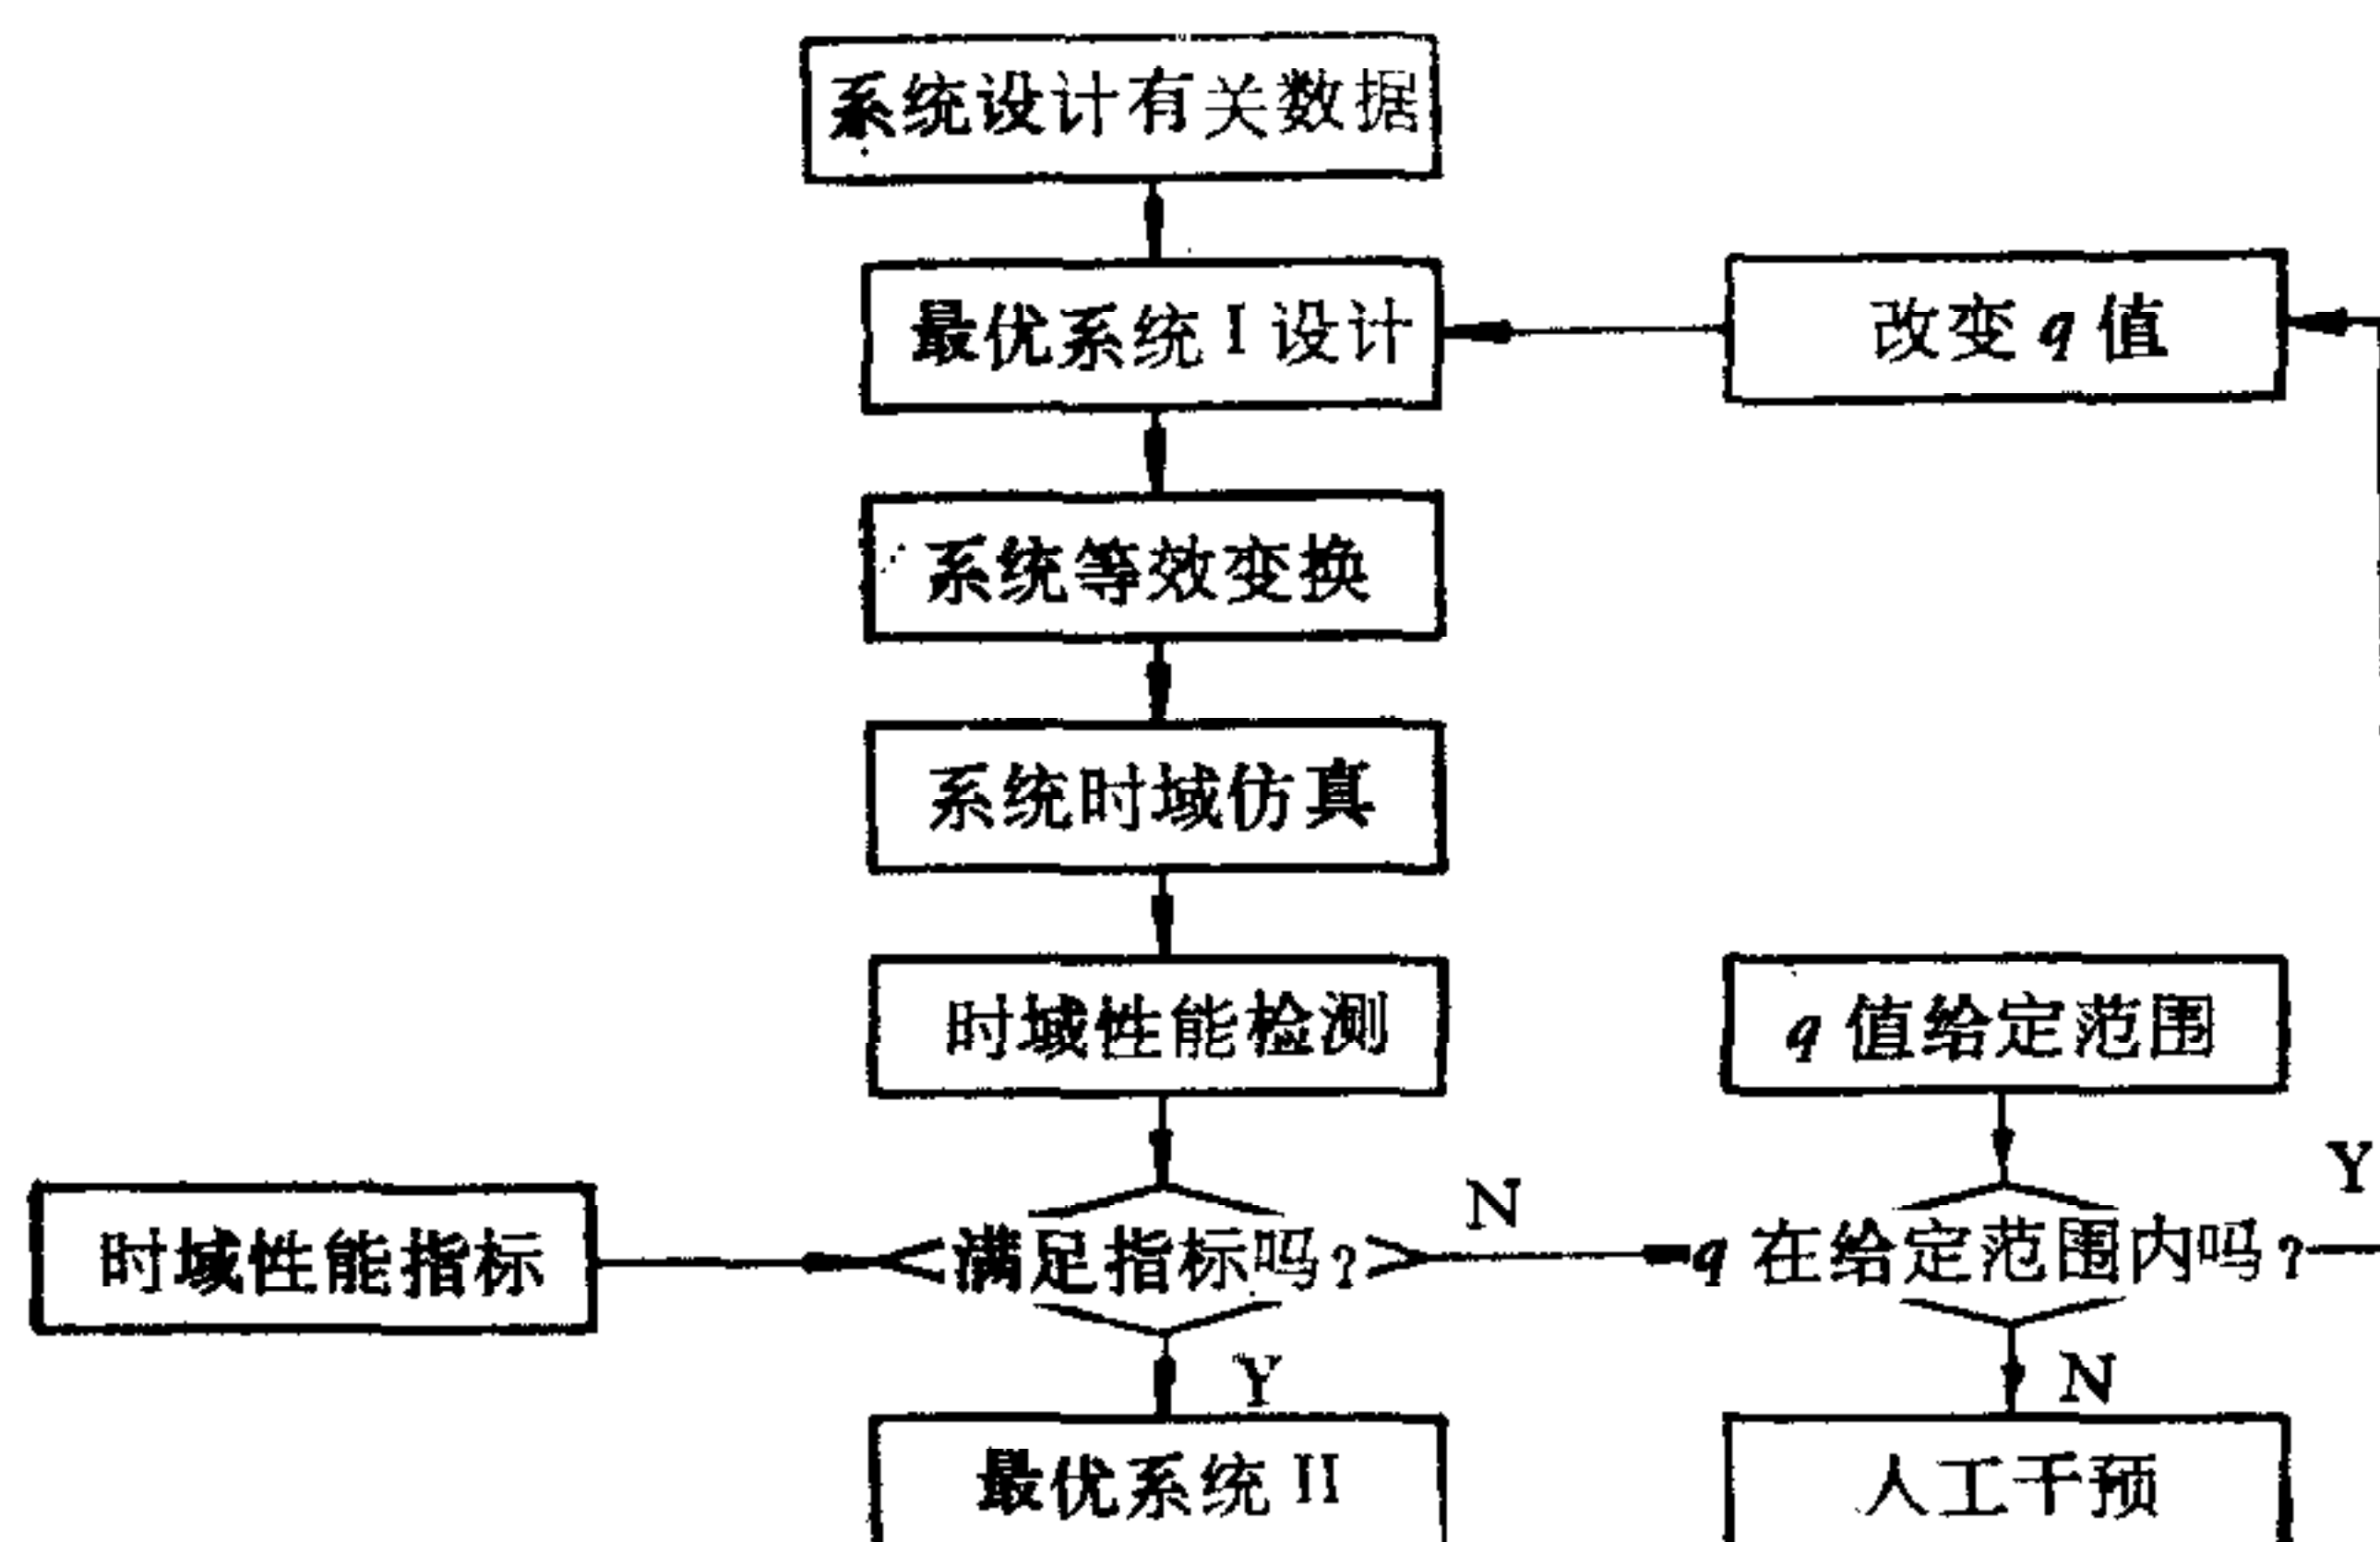 系统设计有关数据
最优系统 I 设计
改变 q 值
系统等效变换
系统时域仿真
时域性能检测
q 值给定范围
时域性能指标
满足指标吗?
N
q 在给定范围内吗?
Y
Y
N
最优系统 II
人工干预